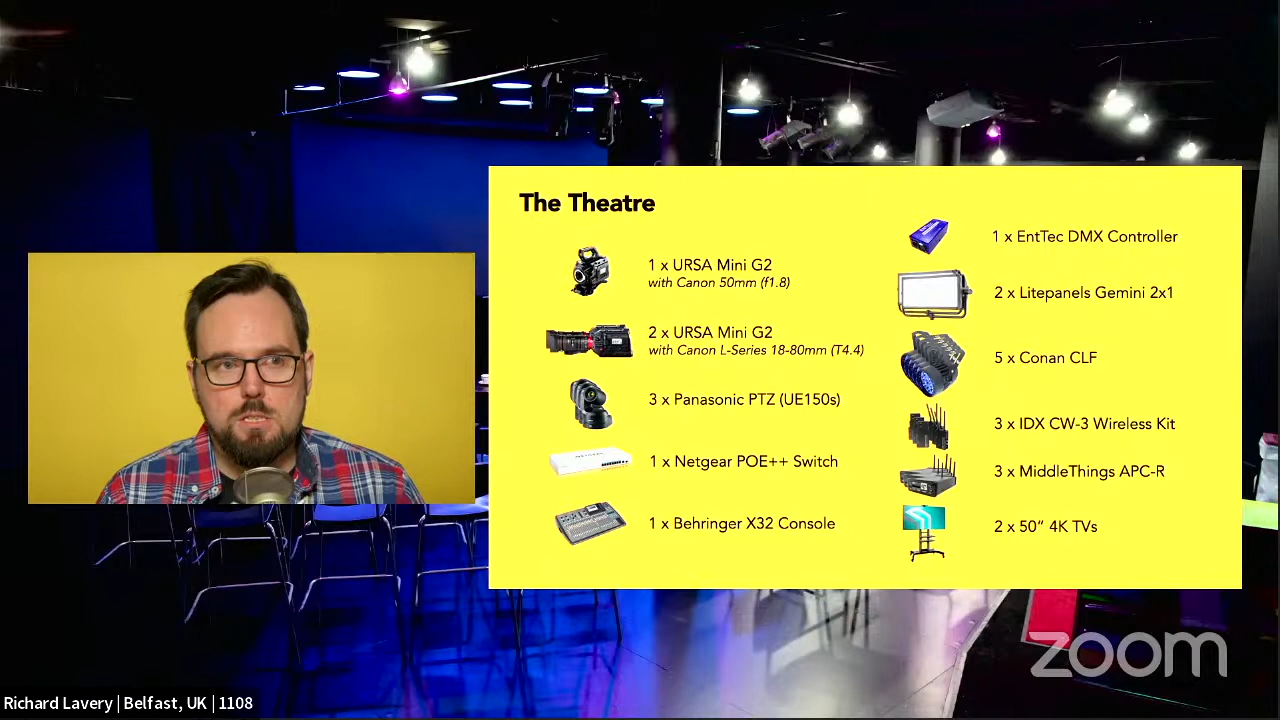 The Theatre
1 x URSA Mini G2
with Canon 50mm (f1.8)
2 x URSA Mini G2
with Canon L-Series 18-80mm (T4.4)
3 x Panasonic PTZ (UE150s)
1 x Netgear POE++ Switch
1 x Behringer X32 Console
1 x EntTec DMX Controller
2 x Litepanels Gemini 2x1
5 x Conan CLF
3 x IDX CW-3 Wireless Kit
3 x MiddleThings APC-R
2 x 50" 4K TVs
zoom
Richard Lavery | Belfast, UK | 1108